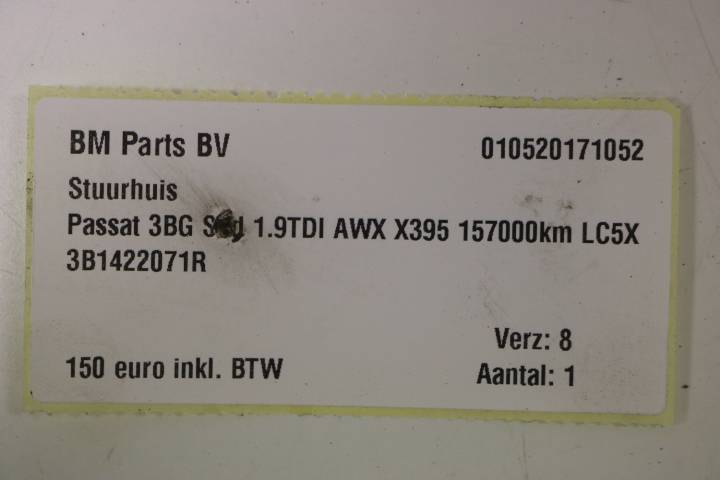 BM Parts BV 010520171052
Stuurhuis
Passat 3BG 1.9TDI AWX X395 157000km LC5X
3B1422071R
Verz: 8
150 euro inkl. BTW
Aantal: 1